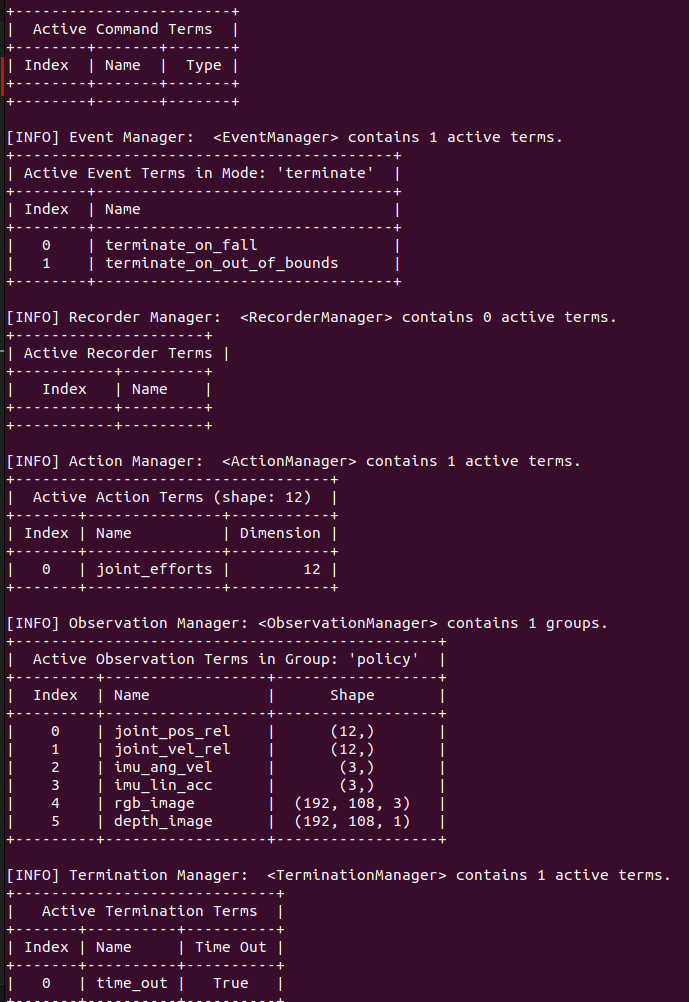 +------------------------+
|  Active Command Terms  |
+--------+-------+-------+
| Index  | Name  |  Type |
+--------+-------+-------+
+--------+-------+-------+
[INFO] Event Manager:  <EventManager> contains 1 active terms.
+------------------------------------------+
| Active Event Terms in Mode: 'terminate'  |
+--------+---------------------------------+
| Index  | Name                            |
+--------+---------------------------------+
|   0    | terminate_on_fall               |
|   1    | terminate_on_out_of_bounds      |
+--------+---------------------------------+
[INFO] Recorder Manager:  <RecorderManager> contains 0 active terms.
+---------------------+
| Active Recorder Terms |
+-----------+---------+
|   Index   | Name    |
+-----------+---------+
+-----------+---------+
[INFO] Action Manager:  <ActionManager> contains 1 active terms.
+-----------------------------------+
|  Active Action Terms (shape: 12)  |
+-------+---------------+-----------+
| Index | Name          | Dimension |
+-------+---------------+-----------+
|   0   | joint_efforts |        12 |
+-------+---------------+-----------+
[INFO] Observation Manager: <ObservationManager> contains 1 groups.
+-----------------------------------------------+
|  Active Observation Terms in Group: 'policy'  |
+---------+------------------+------------------+
|  Index  | Name             |      Shape       |
+---------+------------------+------------------+
|    0    | joint_pos_rel    |      (12,)       |
|    1    | joint_vel_rel    |      (12,)       |
|    2    | imu_ang_vel      |       (3,)       |
|    3    | imu_lin_acc      |       (3,)       |
|    4    | rgb_image        |  (192, 108, 3)   |
|    5    | depth_image      |  (192, 108, 1)   |
+---------+------------------+------------------+
[INFO] Termination Manager:  <TerminationManager> contains 1 active terms.
+-----------------------------+
|   Active Termination Terms  |
+-------+----------+----------+
| Index | Name     | Time Out |
+-------+----------+----------+
|   0   | time_out |   True   |
+-------+----------+----------+